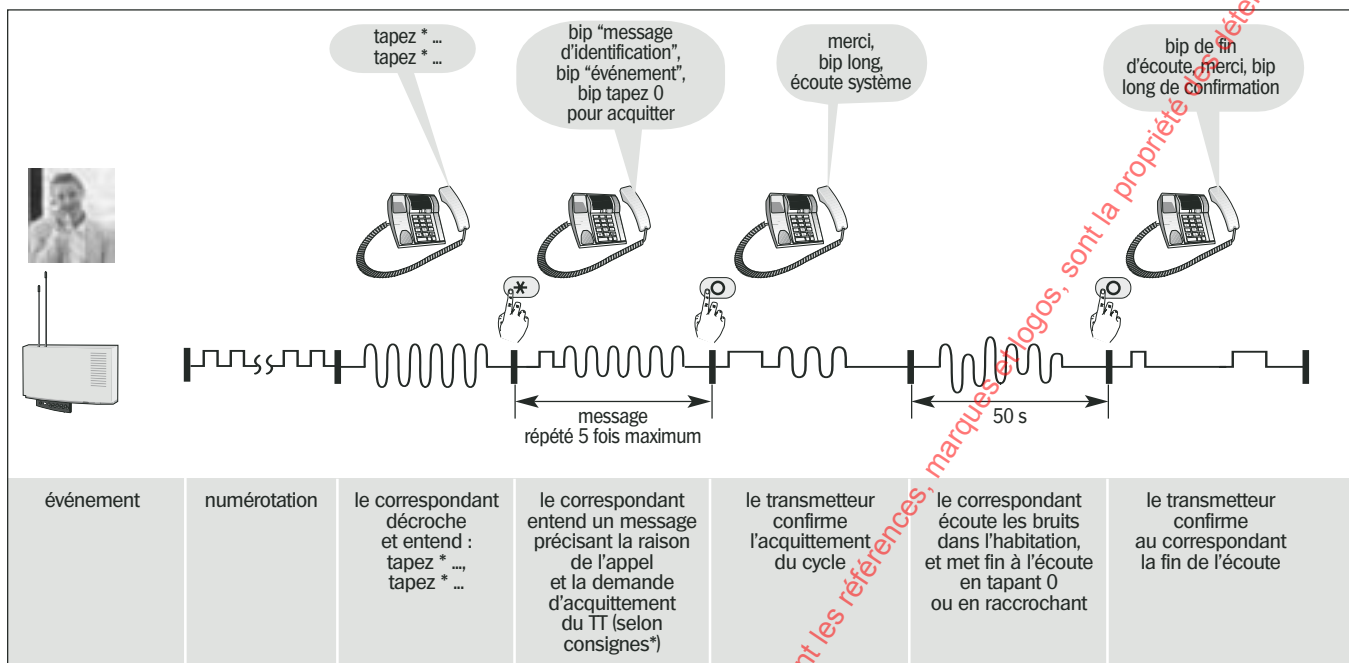 tapez * ...
tapez * ...
bip “message
d’identification”,
bip “événement”,
bip tapez 0
pour acquitter
merci,
bip long,
écoute système
bip de fin
d’écoute, merci, bip
long de confirmation
message
répété 5 fois maximum
50 s
événement
numérotation
le correspondant
décroche
et entend :
tapez * ...,
tapez * ...
le correspondant
entend un message
précisant la raison
de l’appel
et la demande
d’acquittement
du TT (selon
consignes*)
le transmetteur
confirme
l’acquittement
du cycle
le correspondant
écoute les bruits
dans l’habitation,
et met fin à l’écoute
en tapant 0
ou en raccrochant
le transmetteur
confirme
au correspondant
la fin de l’écoute
les références, marques et logos, sont la propriété des